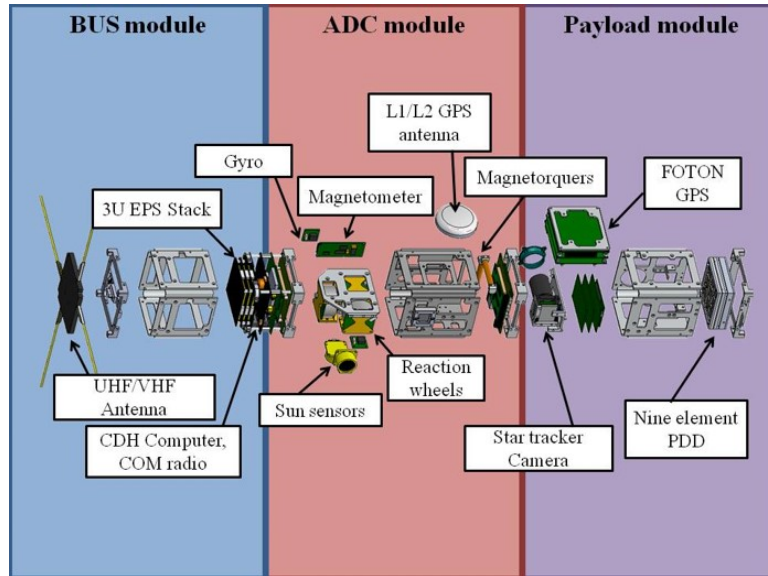 BUS module
ADC module
Payload module
L1/L2 GPS
antenna
Gyro
Magnetorquers
FOTON
GPS
3U EPS Stack
Magnetometer
UHF/VHF
Antenna
Sun sensors
Reaction
wheels
CDH Computer,
COM radio
Star tracker
Camera
Nine element
PDD